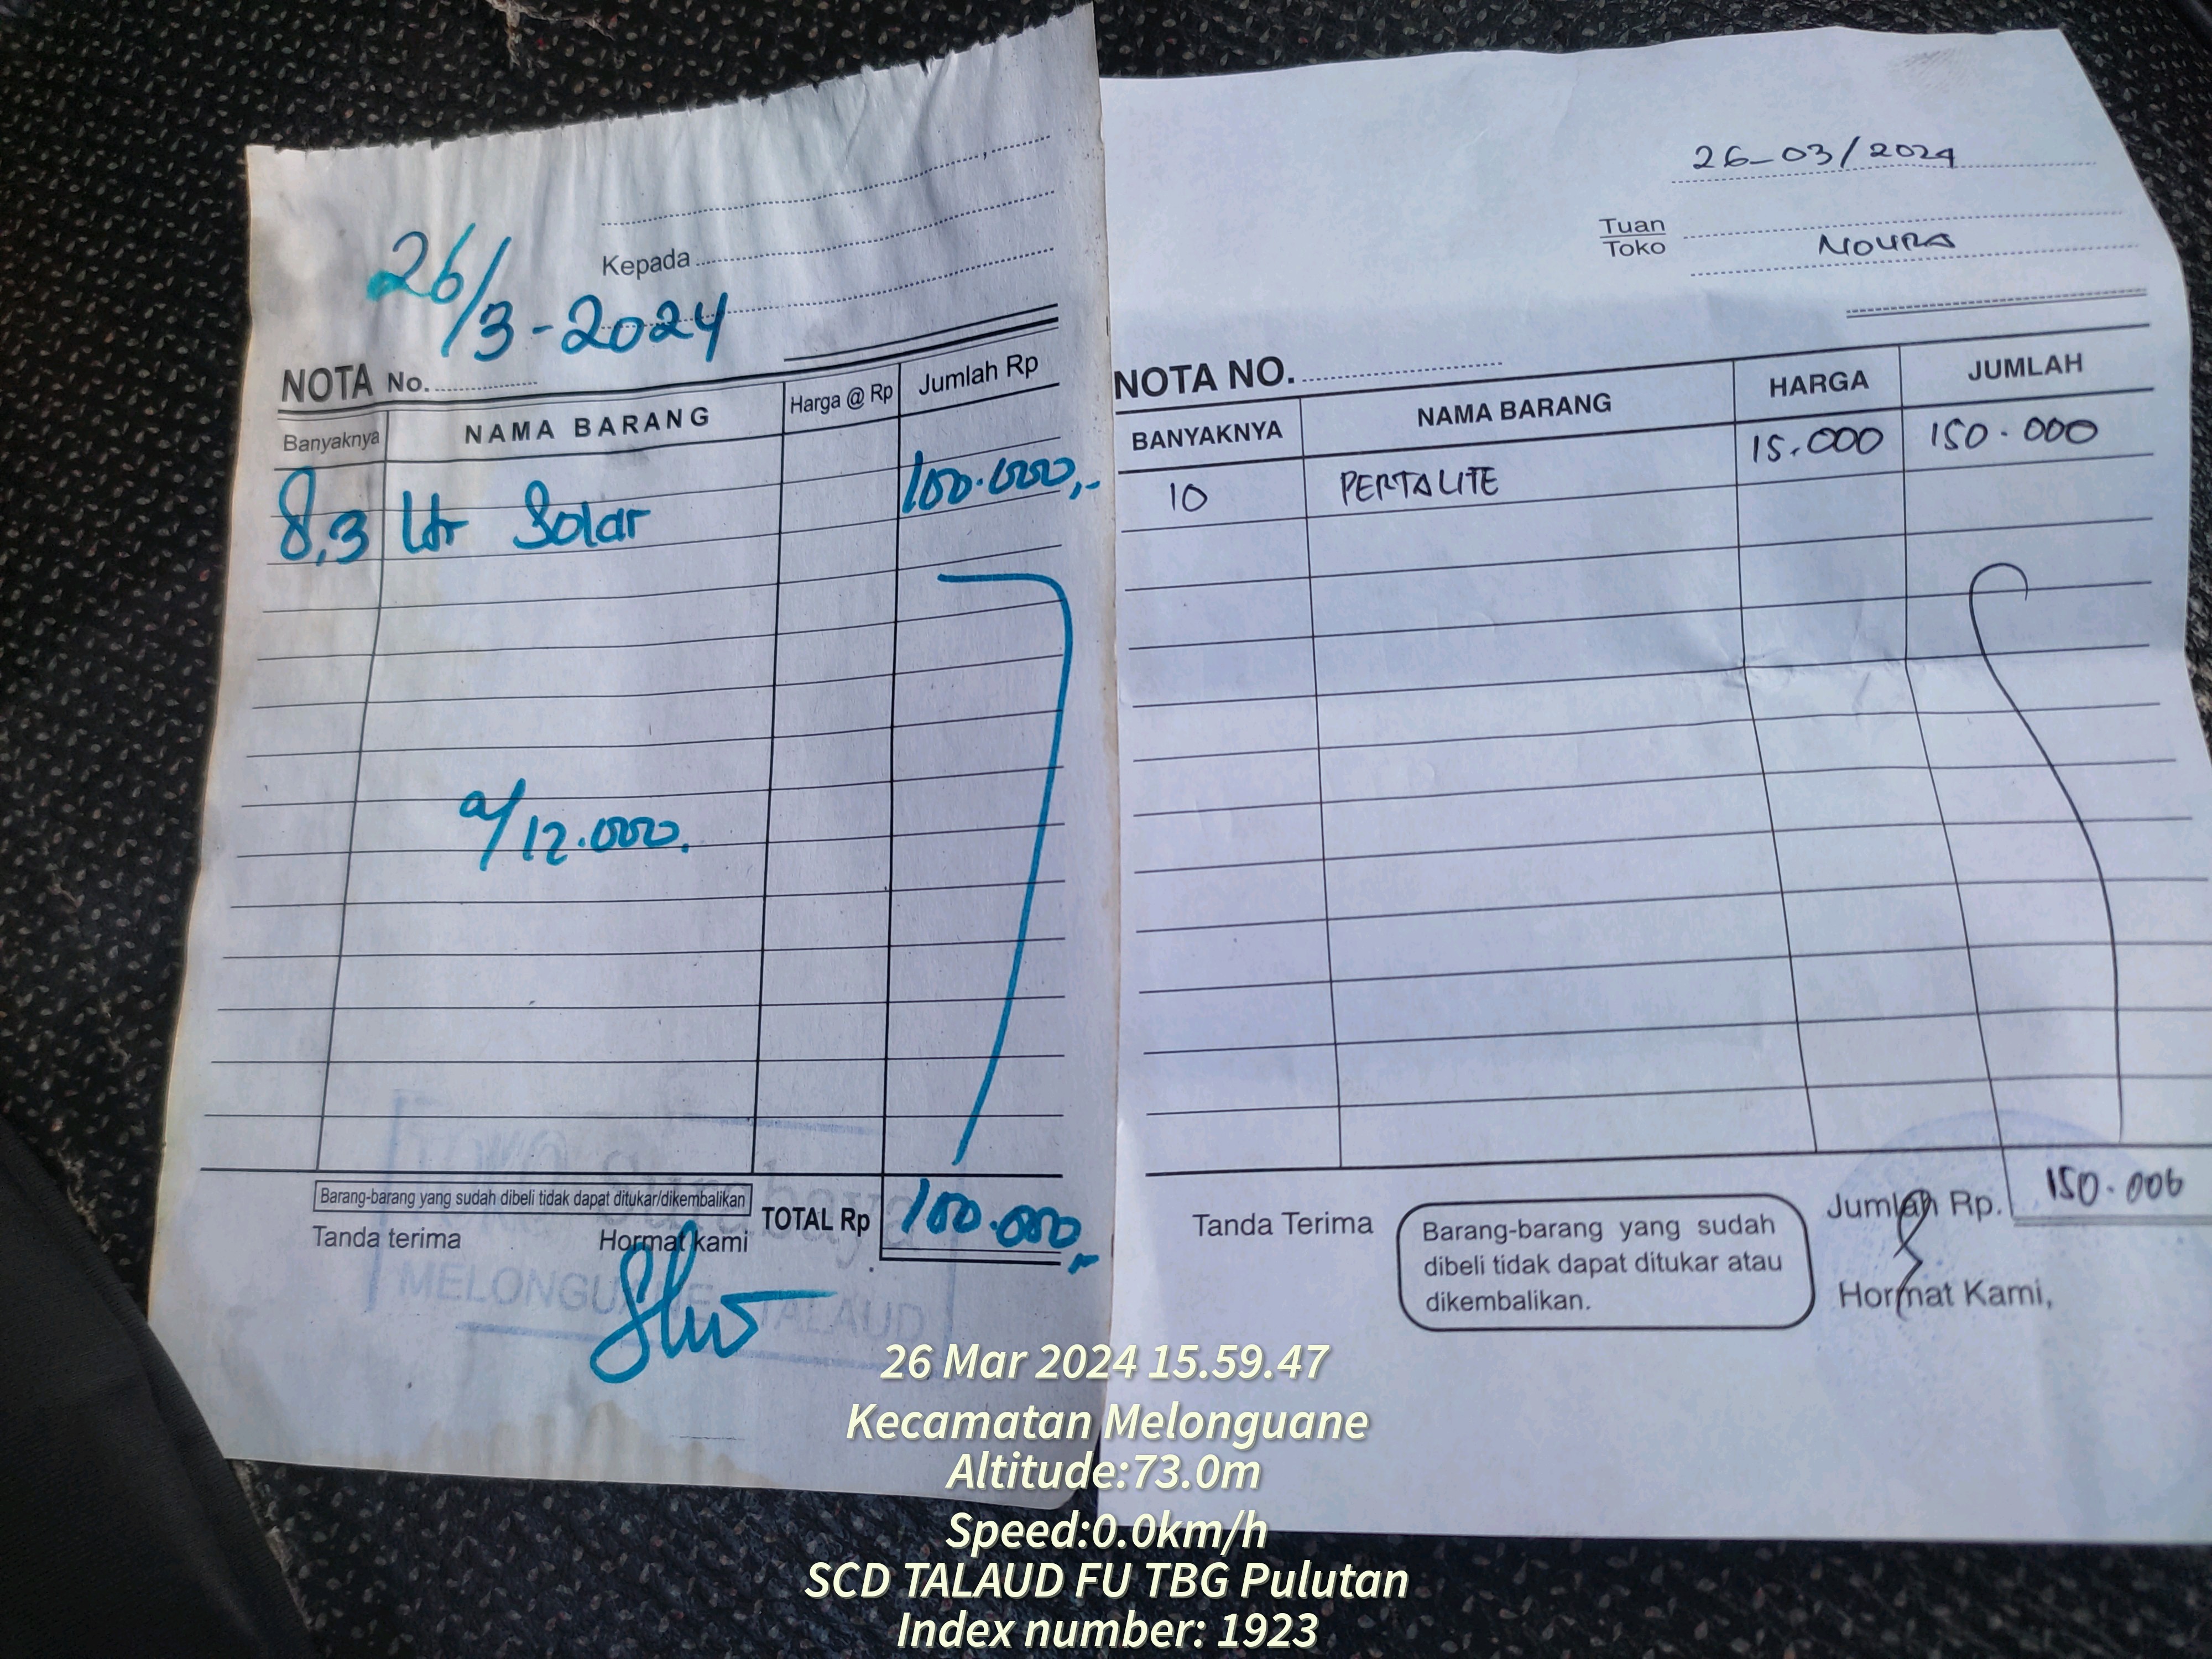 26/3-2024
Kepada
NOTA No.
Banyaknya NAMA BARANG Harga @ Rp Jumlah Rp
8,3 Ltr Solar 100.000,-
a/12.000.
Barang-barang yang sudah dibeli tidak dapat ditukar/dikembalikan
TOTAL Rp 100.000,-
Tanda terima Hormat kami
TOKO Surabaya
MELONGUANE TALAUD
26-03/2024
Tuan
Toko
NOURA
NOTA NO.
BANYAKNYA NAMA BARANG HARGA JUMLAH
10 PERTALITE 15.000 150.000
Jumlah Rp. 150.000
Tanda Terima
Barang-barang yang sudah
dibeli tidak dapat ditukar atau
dikembalikan.
Hormat Kami,
26 Mar 2024 15.59.47
Kecamatan Melonguane
Altitude:73.0m
Speed:0.0km/h
SCD TALAUD FU TBG Pulutan
Index number: 1923